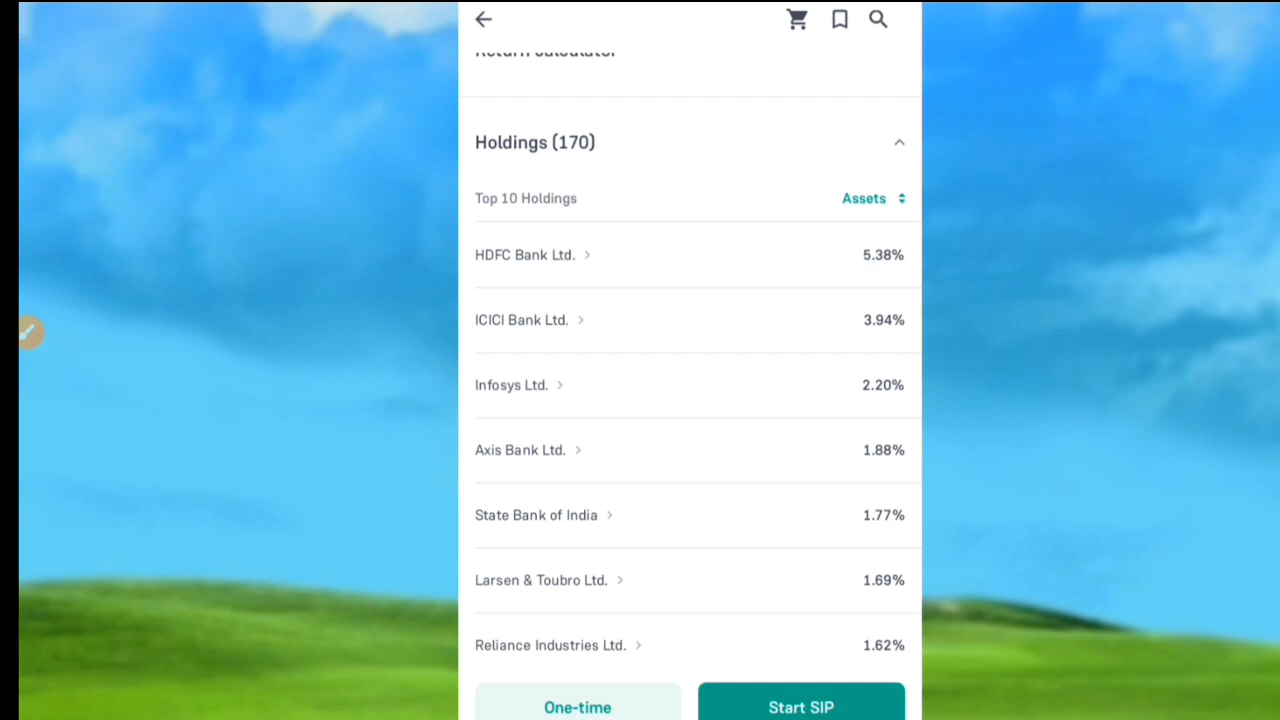 Return calculator
Holdings (170)
Top 10 Holdings Assets
HDFC Bank Ltd. 5.38%
ICICI Bank Ltd. 3.94%
Infosys Ltd. 2.20%
Axis Bank Ltd. 1.88%
State Bank of India 1.77%
Larsen & Toubro Ltd. 1.69%
Reliance Industries Ltd. 1.62%
One-time Start SIP